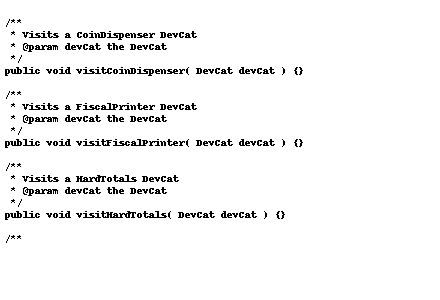 /**
 * Visits a CoinDispenser DevCat
 * @param devCat the DevCat
 */
public void visitCoinDispenser( DevCat devCat ) {}
/**
 * Visits a FiscalPrinter DevCat
 * @param devCat the DevCat
 */
public void visitFiscalPrinter( DevCat devCat ) {}
/**
 * Visits a HardTotals DevCat
 * @param devCat the DevCat
 */
public void visitHardTotals( DevCat devCat ) {}
/**